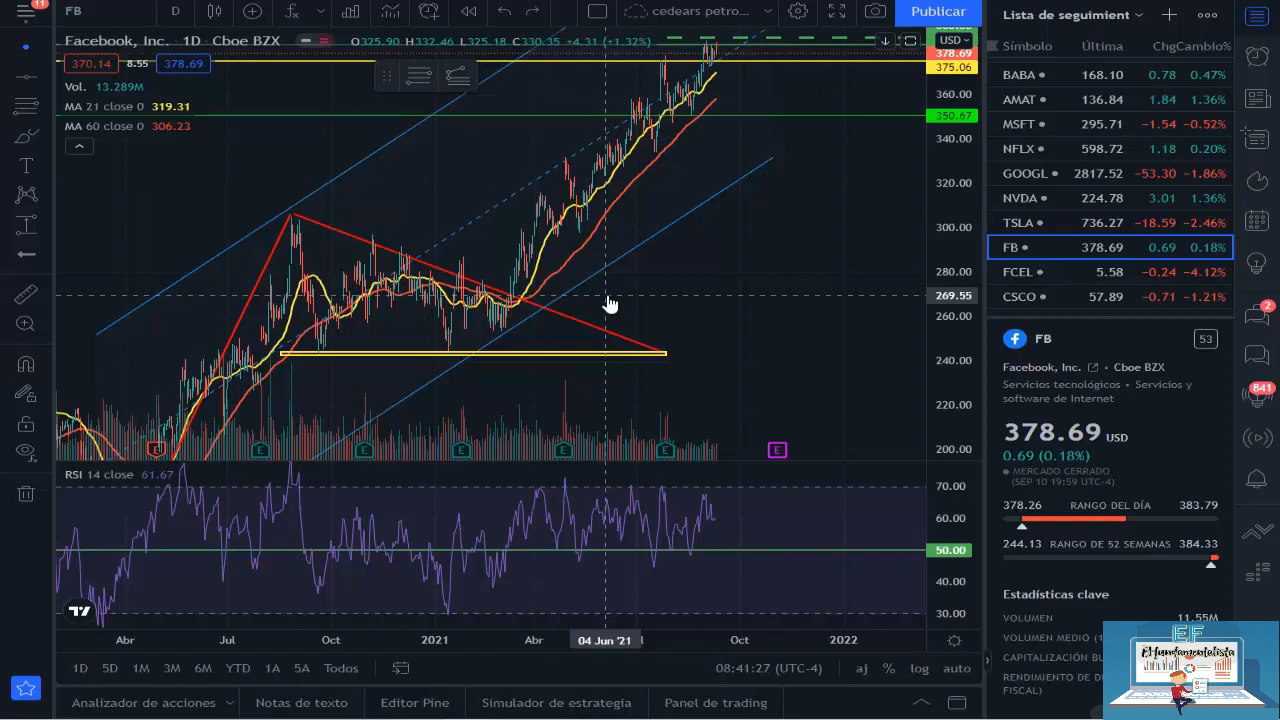 11
FB
D
cedears petro...
Publicar
Facebook, Inc.
1D
O325.90 H332.46 L325.18 C330.35 +4.31 (+1.32%)
USD
370.14 8.55 378.69
Vol. 13.289M
MA 21 close 0 319.31
MA 60 close 0 306.23
378.69
375.06
360.00
350.67
340.00
320.00
300.00
280.00
269.55
260.00
240.00
220.00
200.00
E E E E E E E
RSI 14 close 61.67
70.00
60.00
50.00
40.00
30.00
Abr Jul Oct 2021 Abr 04 Jun '21 Oct 2022
1D 5D 1M 3M 6M YTD 1A 5A Todos
08:41:27 (UTC-4) aj % log auto
Analizador de acciones Notas de texto Editor Pine Simulador de estrategia Panel de trading
Lista de seguimient
Símbolo Última Chg Cambio%
BABA 168.10 0.78 0.47%
AMAT 136.84 1.84 1.36%
MSFT 295.71 −1.54 −0.52%
NFLX 598.72 1.18 0.20%
GOOGL 2817.52 −53.30 −1.86%
NVDA 224.78 3.01 1.36%
TSLA 736.27 −18.59 −2.46%
FB 378.69 0.69 0.18%
FCEL 5.58 −0.24 −4.12%
CSCO 57.89 −0.71 −1.21%
FB 53
Facebook, Inc. • Cboe BZX
Servicios tecnológicos • Servicios y
software de Internet
378.69 USD
0.69 (0.18%)
MERCADO CERRADO
(SEP 10 19:59 UTC-4)
378.26 RANGO DEL DÍA 383.79
244.13 RANGO DE 52 SEMANAS 384.33
Estadísticas clave
VOLUMEN 11.55M
VOLUMEN MEDIO (1
CAPITALIZACIÓN BU
RENDIMIENTO DE D
FISCAL)
2
841
EF
El fundamentalista